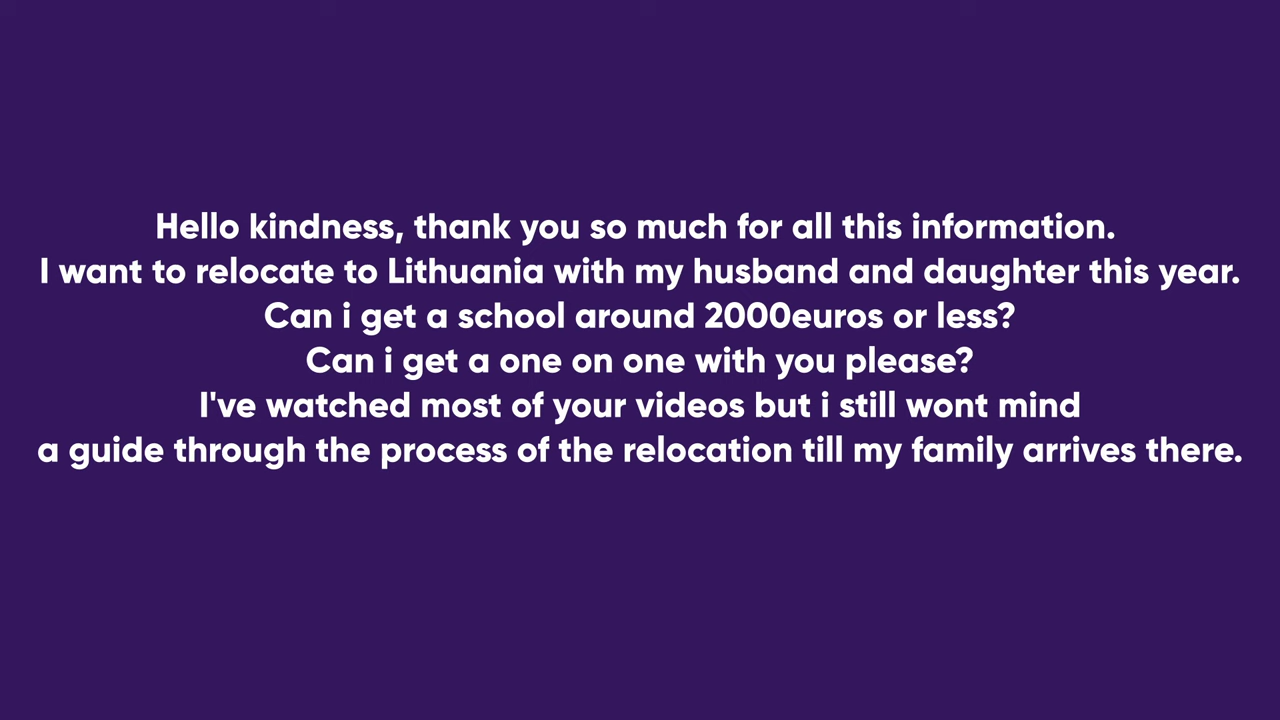 Hello kindness, thank you so much for all this information.
I want to relocate to Lithuania with my husband and daughter this year.
Can i get a school around 2000euros or less?
Can i get a one on one with you please?
I've watched most of your videos but i still wont mind
a guide through the process of the relocation till my family arrives there.